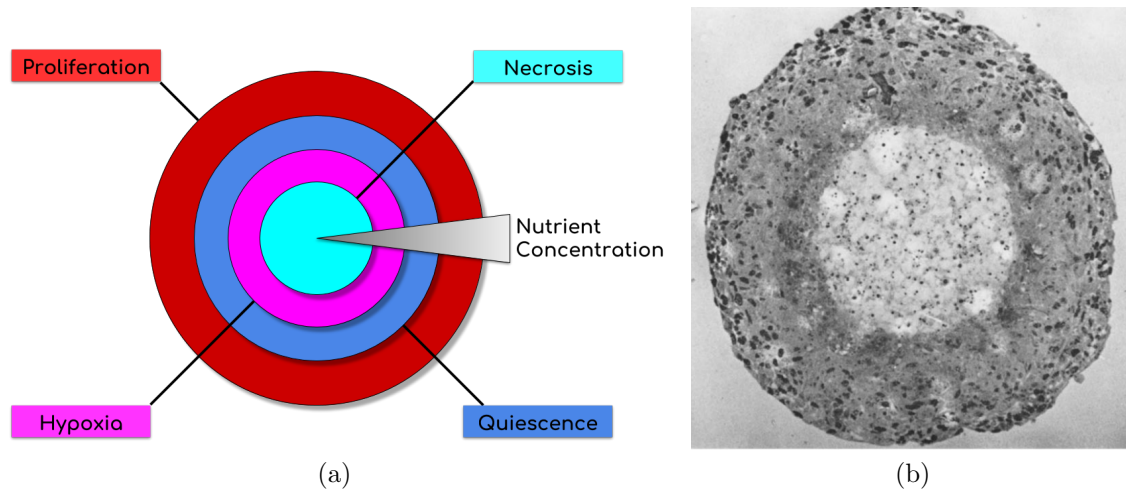 Proliferation
Necrosis
Nutrient
Concentration
Hypoxia
Quiescence
(a)
(b)